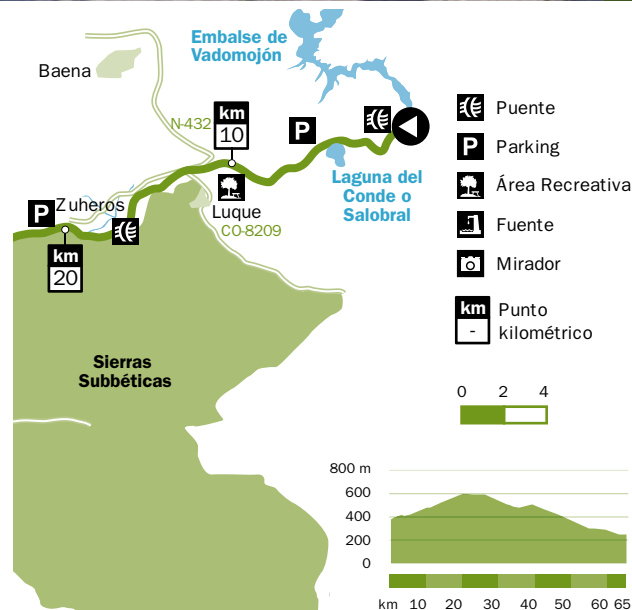 Embalse de
Vadomojón
Baena
N-432
km
10
P
Laguna del
Conde o
Salobral
Luque
CO-8209
P
Zuheros
km
20
Sierras
Subbéticas
Puente
P
Parking
Área Recreativa
Fuente
Mirador
km
-
Punto
kilométrico
0 2 4
800 m
600
400
200
0
km 10 20 30 40 50 60 65